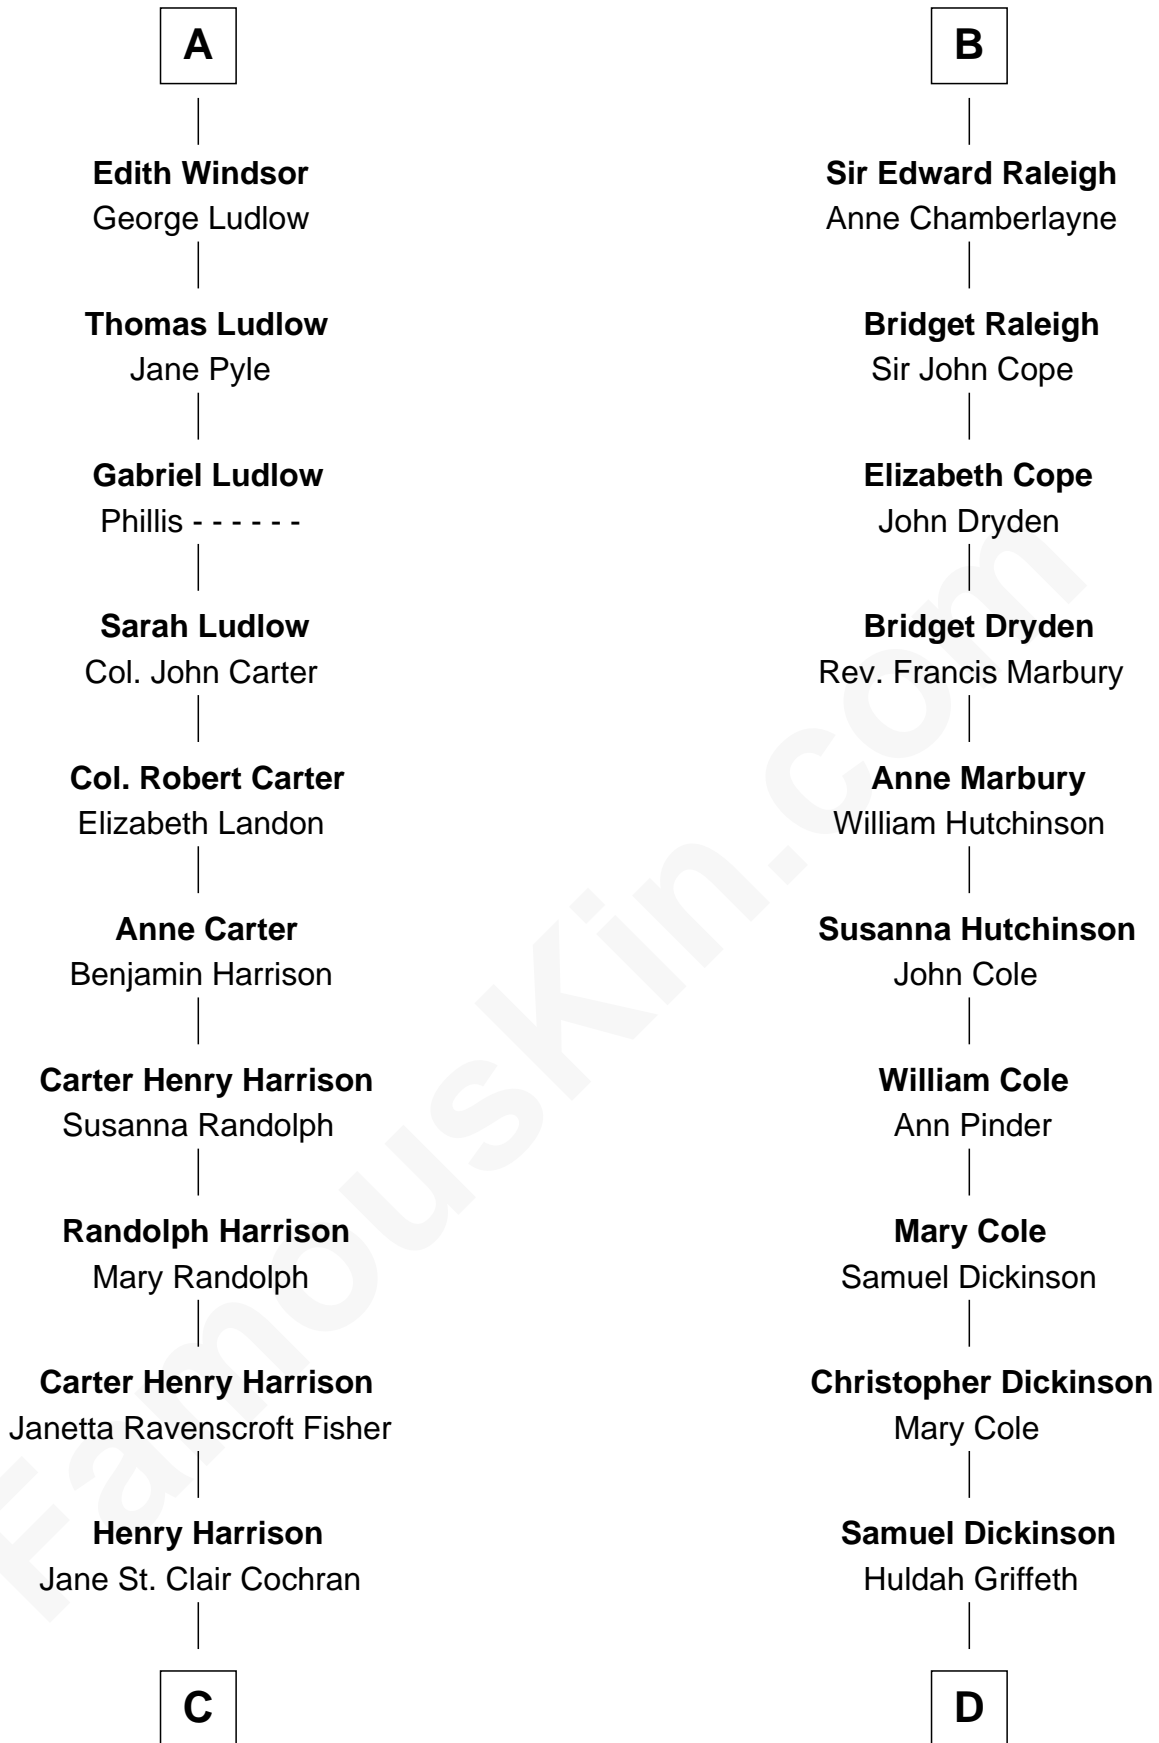 A
Edith Windsor
George Ludlow
Thomas Ludlow
Jane Pyle
Gabriel Ludlow
Phillis - - - - - -
Sarah Ludlow
Col. John Carter
Col. Robert Carter
Elizabeth Landon
Anne Carter
Benjamin Harrison
Carter Henry Harrison
Susanna Randolph
Randolph Harrison
Mary Randolph
Carter Henry Harrison
Janetta Ravenscroft Fisher
Henry Harrison
Jane St. Clair Cochran
C
B
Sir Edward Raleigh
Anne Chamberlayne
Bridget Raleigh
Sir John Cope
Elizabeth Cope
John Dryden
Bridget Dryden
Rev. Francis Marbury
Anne Marbury
William Hutchinson
Susanna Hutchinson
John Cole
William Cole
Ann Pinder
Mary Cole
Samuel Dickinson
Christopher Dickinson
Mary Cole
Samuel Dickinson
Huldah Griffeth
D
FamousKin.com